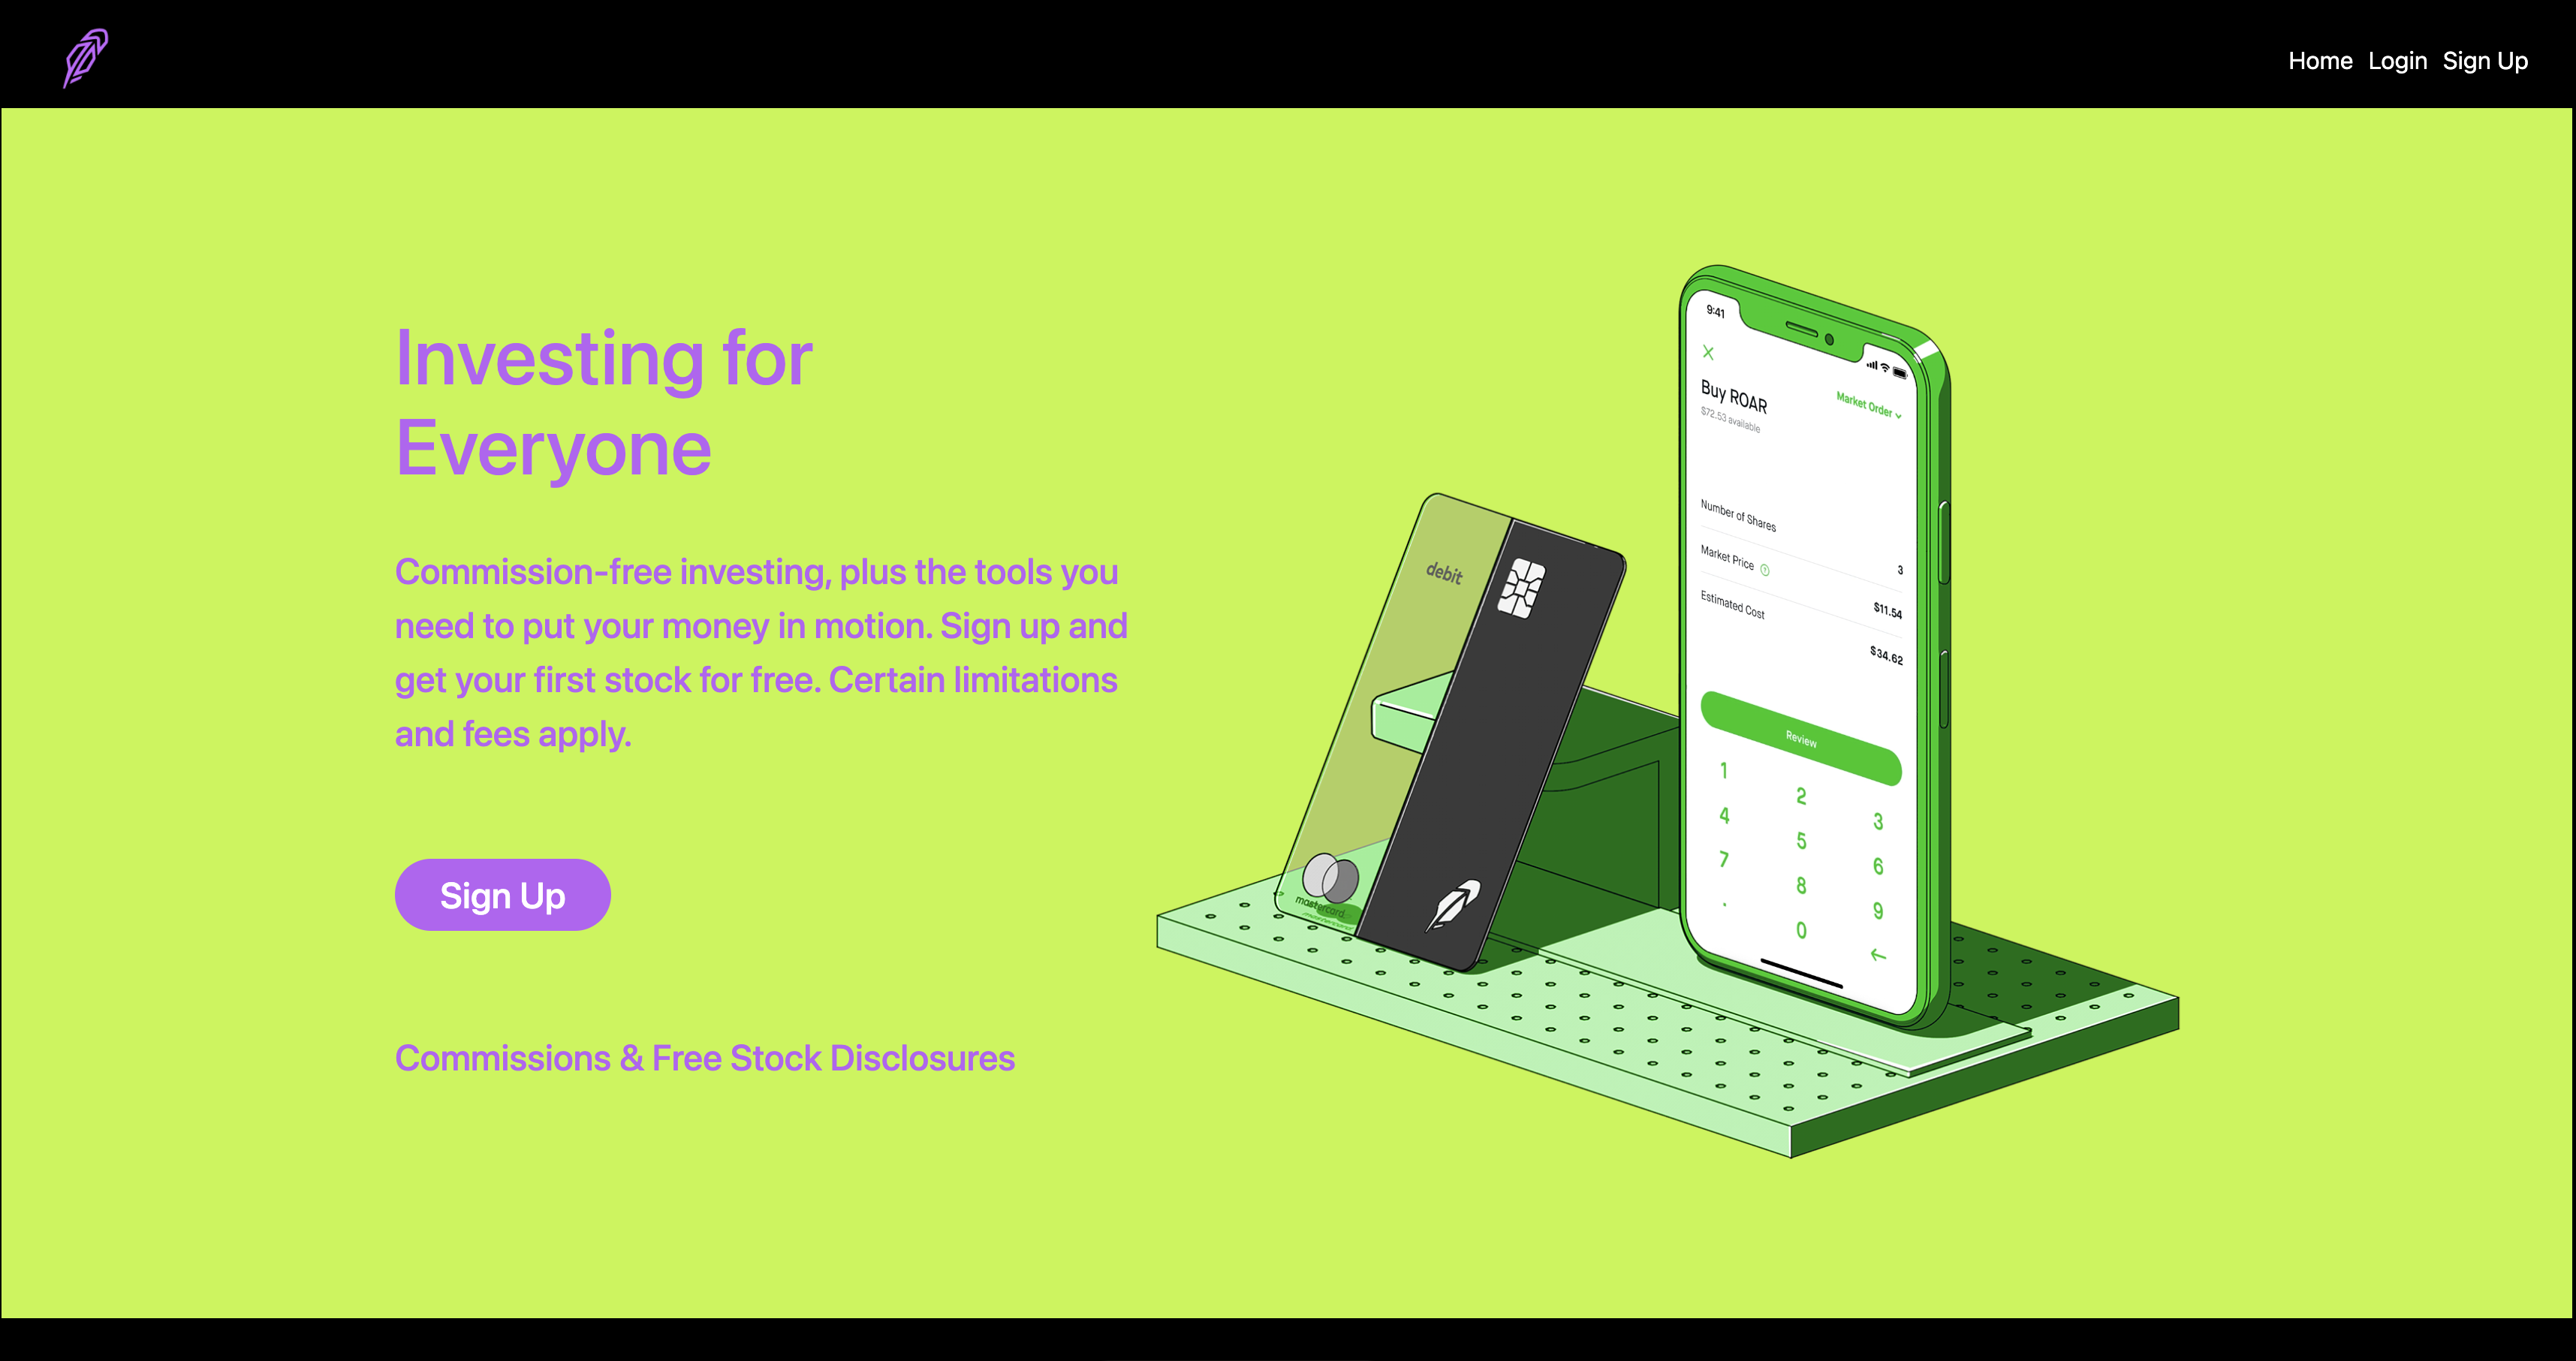 Home Login Sign Up
Investing for
Everyone
Commission-free investing, plus the tools you
need to put your money in motion. Sign up and
get your first stock for free. Certain limitations
and fees apply.
Sign Up
Commissions & Free Stock Disclosures
debit
mastercard
9:41
Buy ROAR
Market Order
$72.53 available
Number of Shares
3
Market Price
$11.54
Estimated Cost
$34.62
Review
1 2 3
4 5 6
7 8 9
. 0